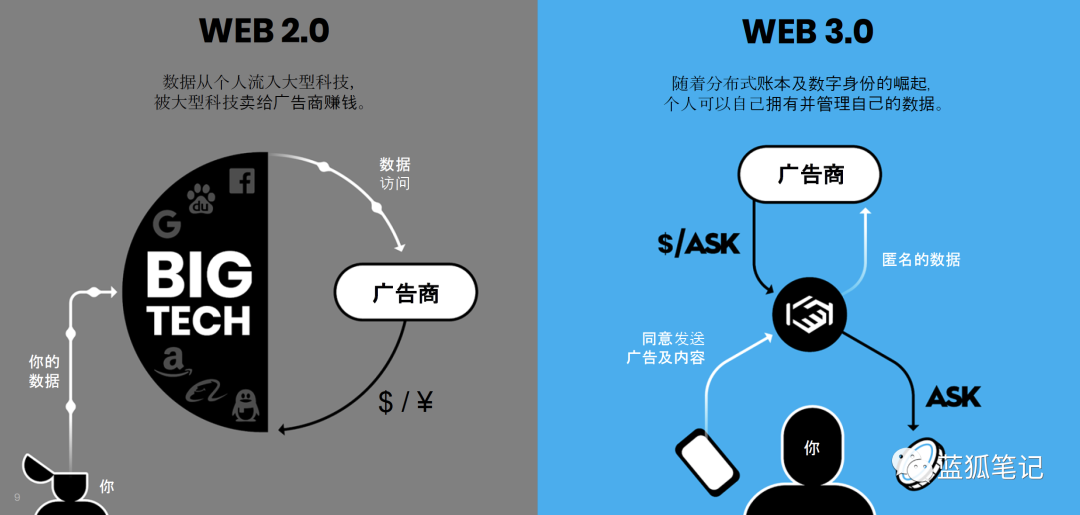 WEB 2.0
数据从个人流入大型科技,
被大型科技卖给广告商赚钱。
数据
访问
du
BIG
TECH
广告商
你的
数据
$ / ¥
你
9
WEB 3.0
随着分布式账本及数字身份的崛起,
个人可以自己拥有并管理自己的数据。
广告商
$/ASK
匿名的数据
同意发送
广告及内容
ASK
你
蓝狐笔记